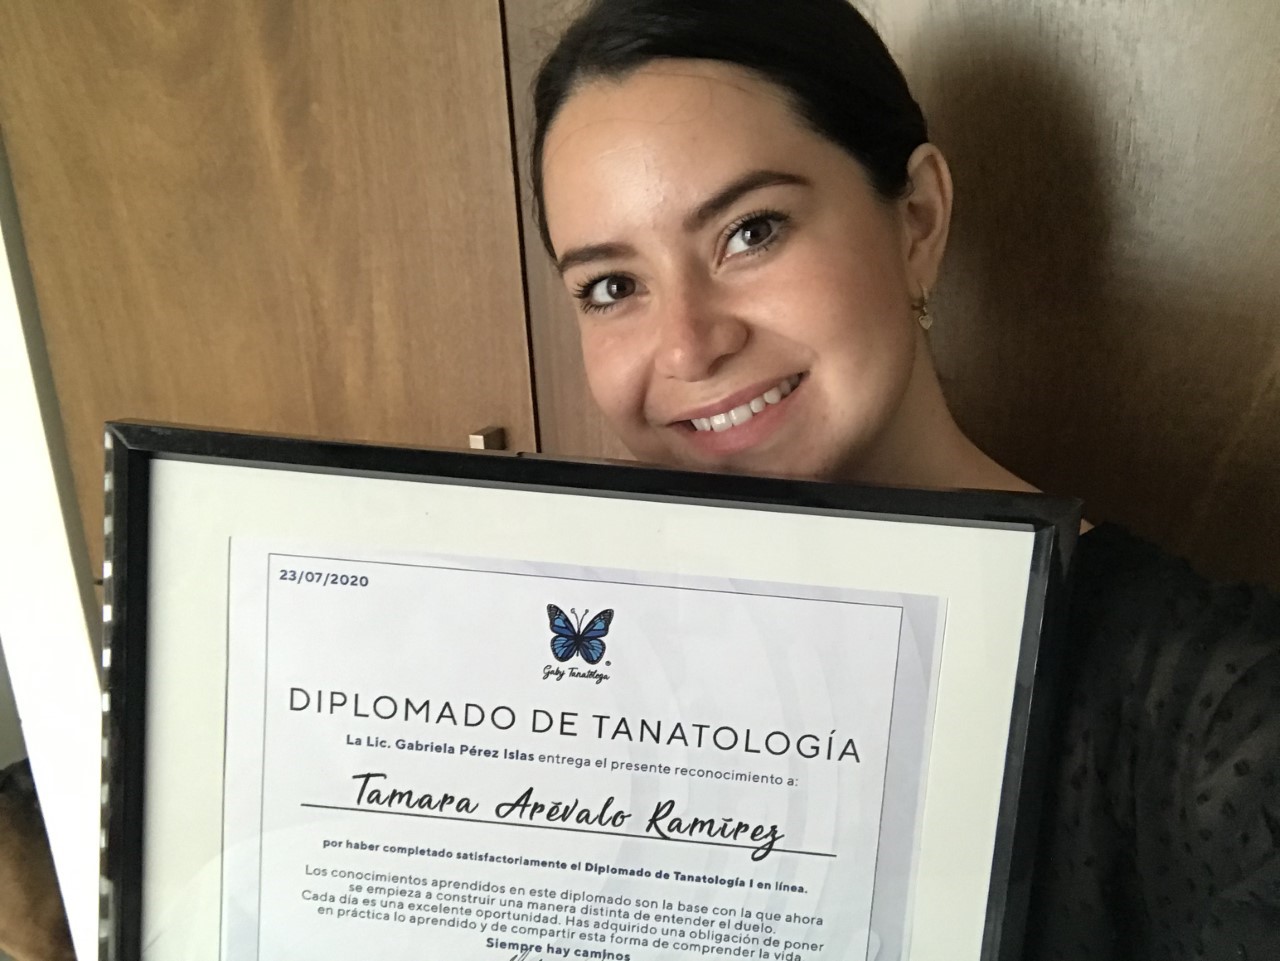 23/07/2020
Gaby Tanatóloga
DIPLOMADO DE TANATOLOGÍA
La Lic. Gabriela Pérez Islas entrega el presente reconocimiento a:
Tamara Arévalo Ramírez
por haber completado satisfactoriamente el Diplomado de Tanatología I en línea.
Los conocimientos aprendidos en este diplomado son la base con la que ahora
se empieza a construir una manera distinta de entender el duelo.
Cada día es una excelente oportunidad. Has adquirido una obligación de poner
en práctica lo aprendido y de compartir esta forma de comprender la vida
Siempre hay caminos